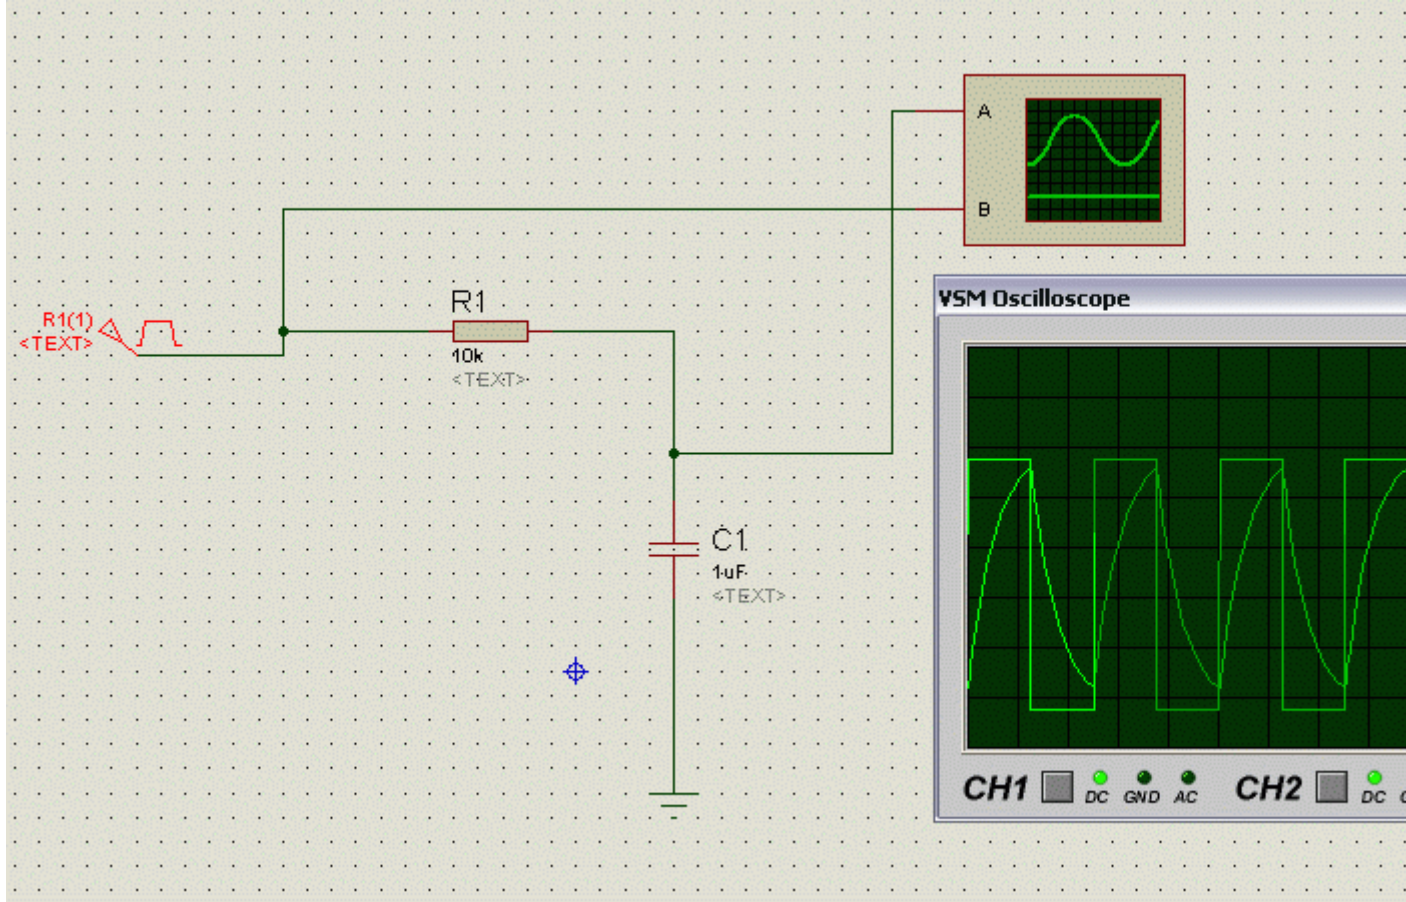 A
B
R1(1)
<TEXT>
R1
10k
<TEXT>
VSM Oscilloscope
C1
1uF
<TEXT>
CH1 DC GND AC CH2 DC